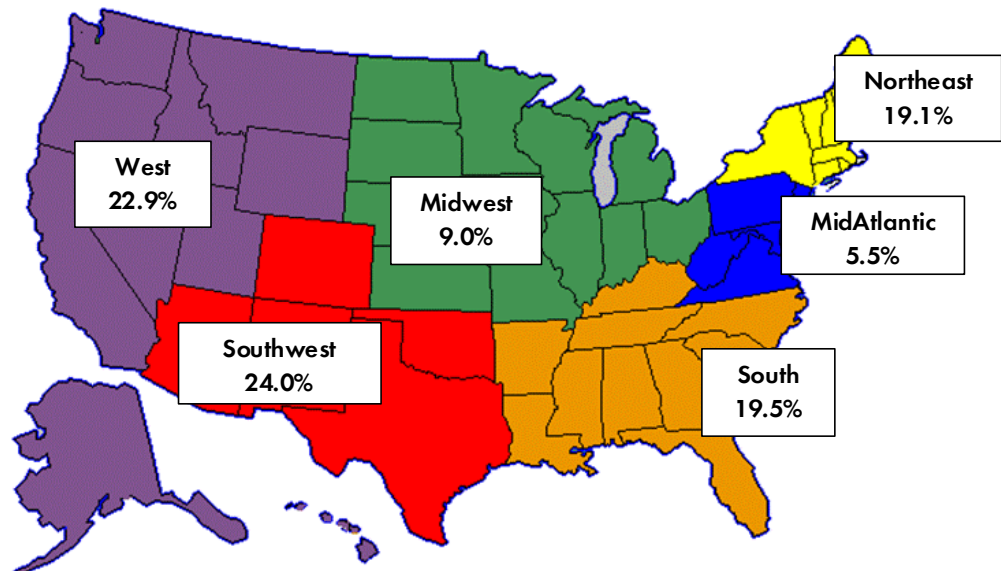 Northeast
19.1%
West
22.9%
Midwest
9.0%
MidAtlantic
5.5%
Southwest
24.0%
South
19.5%